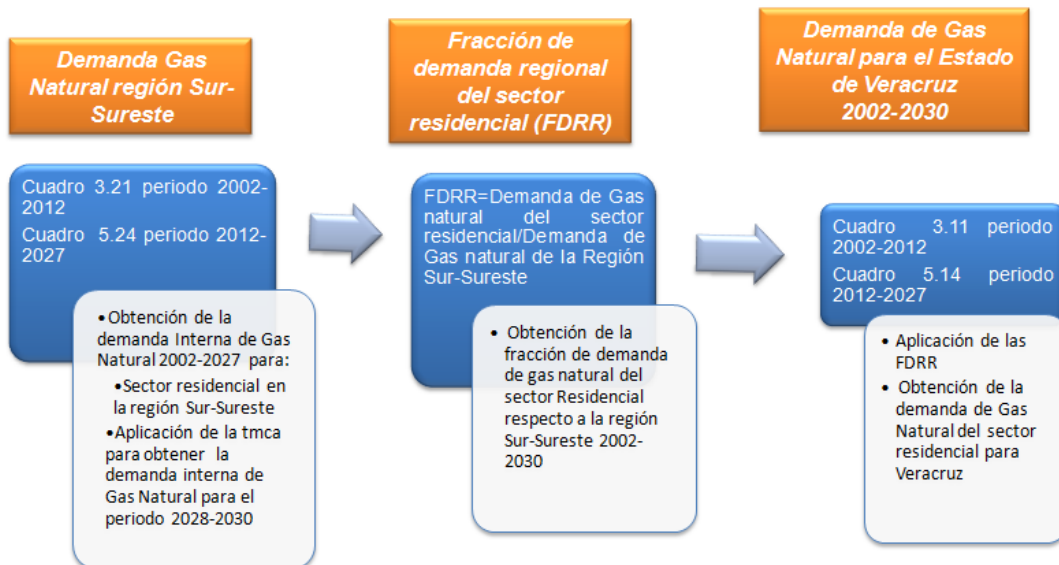 Demanda Gas
Natural región Sur-
Sureste
Cuadro 3.21 periodo 2002-
2012
Cuadro 5.24 periodo 2012-
2027
•Obtención de la
demanda Interna de Gas
Natural 2002-2027 para:
•Sector residencial en
la región Sur-Sureste
•Aplicación de la tmca
para obtener la
demanda interna de
Gas Natural para el
periodo 2028-2030
Fracción de
demanda regional
del sector
residencial (FDRR)
FDRR=Demanda de Gas
natural del sector
residencial/Demanda de
Gas natural de la Región
Sur-Sureste
• Obtención de la
fracción de demanda
de gas natural del
sector Residencial
respecto a la región
Sur-Sureste 2002-
2030
Demanda de Gas
Natural para el Estado
de Veracruz
2002-2030
Cuadro 3.11 periodo
2002-2012
Cuadro 5.14 periodo
2012-2027
• Aplicación de las
FDRR
• Obtención de la
demanda de Gas
Natural del sector
residencial para
Veracruz